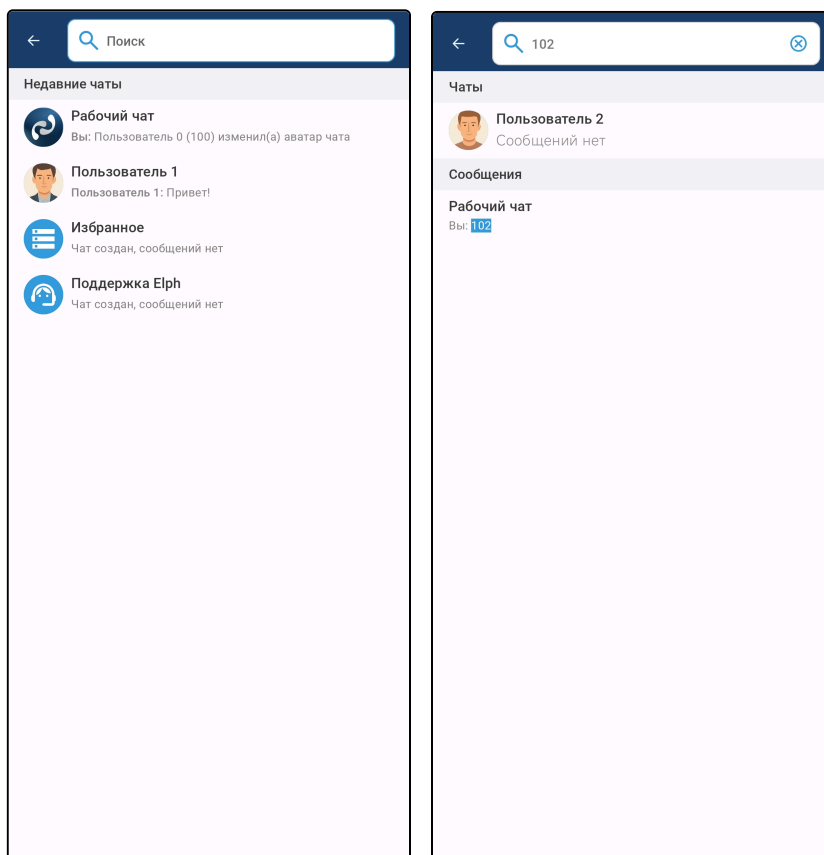 Поиск
Недавние чаты
Рабочий чат
Вы: Пользователь 0 (100) изменил(а) аватар чата
Пользователь 1
Пользователь 1: Привет!
Избранное
Чат создан, сообщений нет
Поддержка Elph
Чат создан, сообщений нет
102
Чаты
Пользователь 2
Сообщений нет
Сообщения
Рабочий чат
Вы: 102